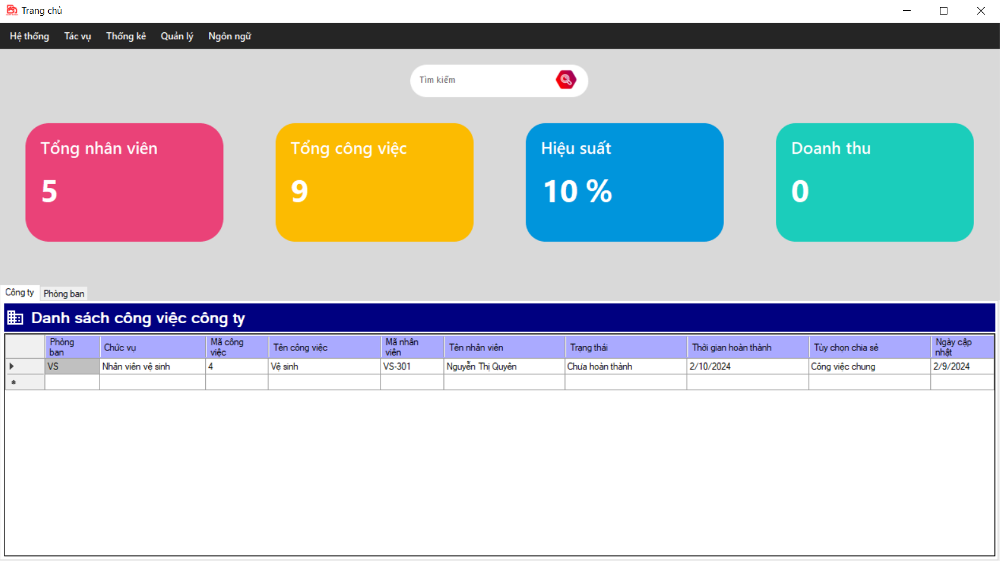 Trang chủ
Hệ thống Tác vụ Thống kê Quản lý Ngôn ngữ
Tìm kiếm
Tổng nhân viên
5
Tổng công việc
9
Hiệu suất
10 %
Doanh thu
0
Công ty Phòng ban
Danh sách công việc công ty
Phòng ban Chức vụ Mã công việc Tên công việc Mã nhân viên Tên nhân viên Trạng thái Thời gian hoàn thành Tùy chọn chia sẻ Ngày cập nhật
VS Nhân viên vệ sinh 4 Vệ sinh VS-301 Nguyễn Thị Quyên Chưa hoàn thành 2/10/2024 Công việc chung 2/9/2024